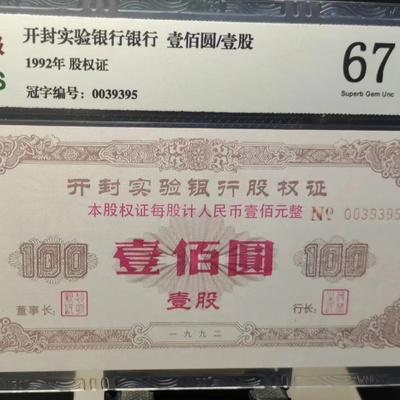 开封实验银行银行 壹佰圆/壹股
1992年 股权证
冠字编号：0039395
67
Superb Gem Unc
开封实验银行股权证
本股权证每股计人民币壹佰元整
№ 0039395
100 壹佰圆 100
壹股
董事长：
行长：
一九九二